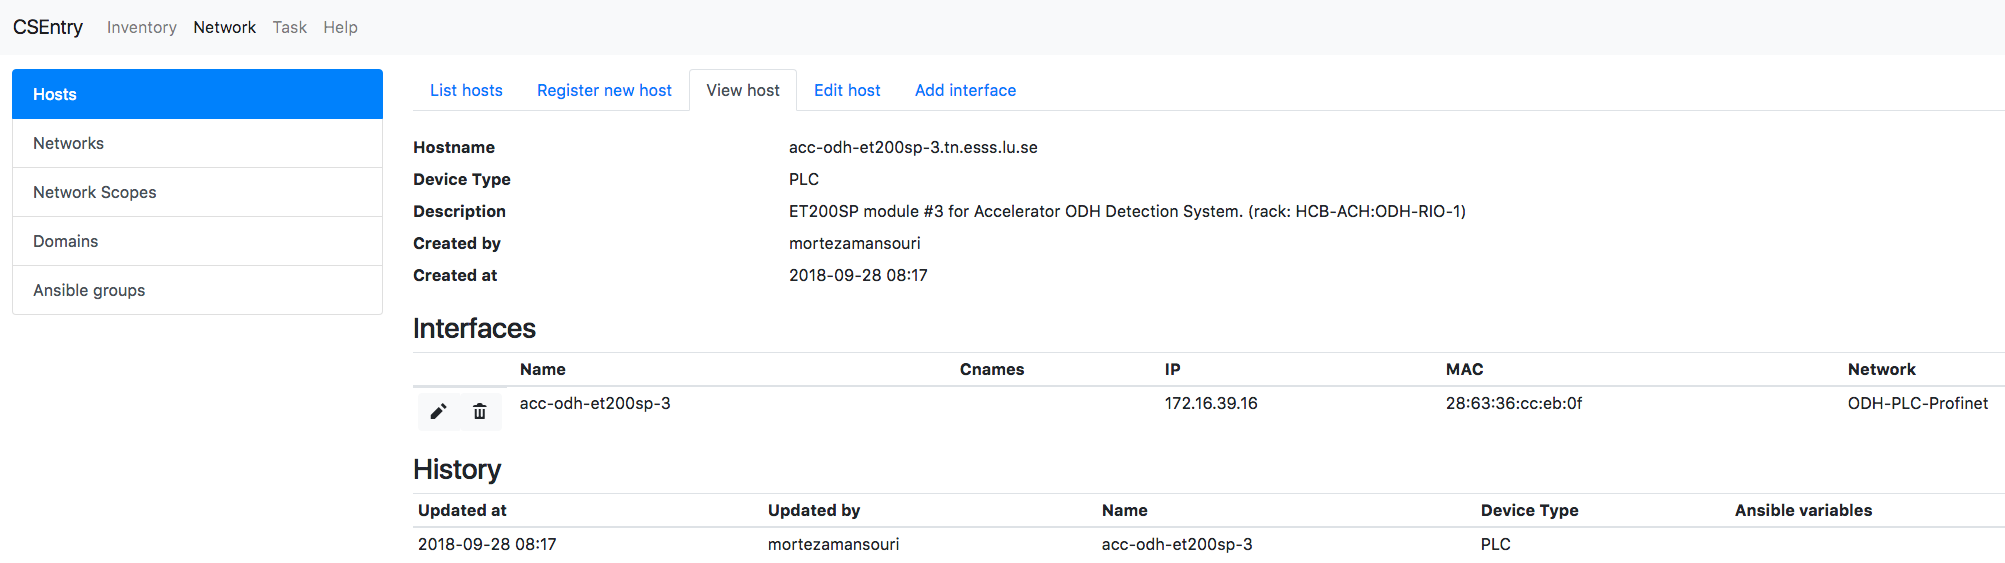 CSEntry Inventory Network Task Help
Hosts
Networks
Network Scopes
Domains
Ansible groups
List hosts Register new host View host Edit host Add interface
Hostname acc-odh-et200sp-3.tn.esss.lu.se
Device Type PLC
Description ET200SP module #3 for Accelerator ODH Detection System. (rack: HCB-ACH:ODH-RIO-1)
Created by mortezamansouri
Created at 2018-09-28 08:17
Interfaces
Name Cnames IP MAC Network
acc-odh-et200sp-3 172.16.39.16 28:63:36:cc:eb:0f ODH-PLC-Profinet
History
Updated at Updated by Name Device Type Ansible variables
2018-09-28 08:17 mortezamansouri acc-odh-et200sp-3 PLC